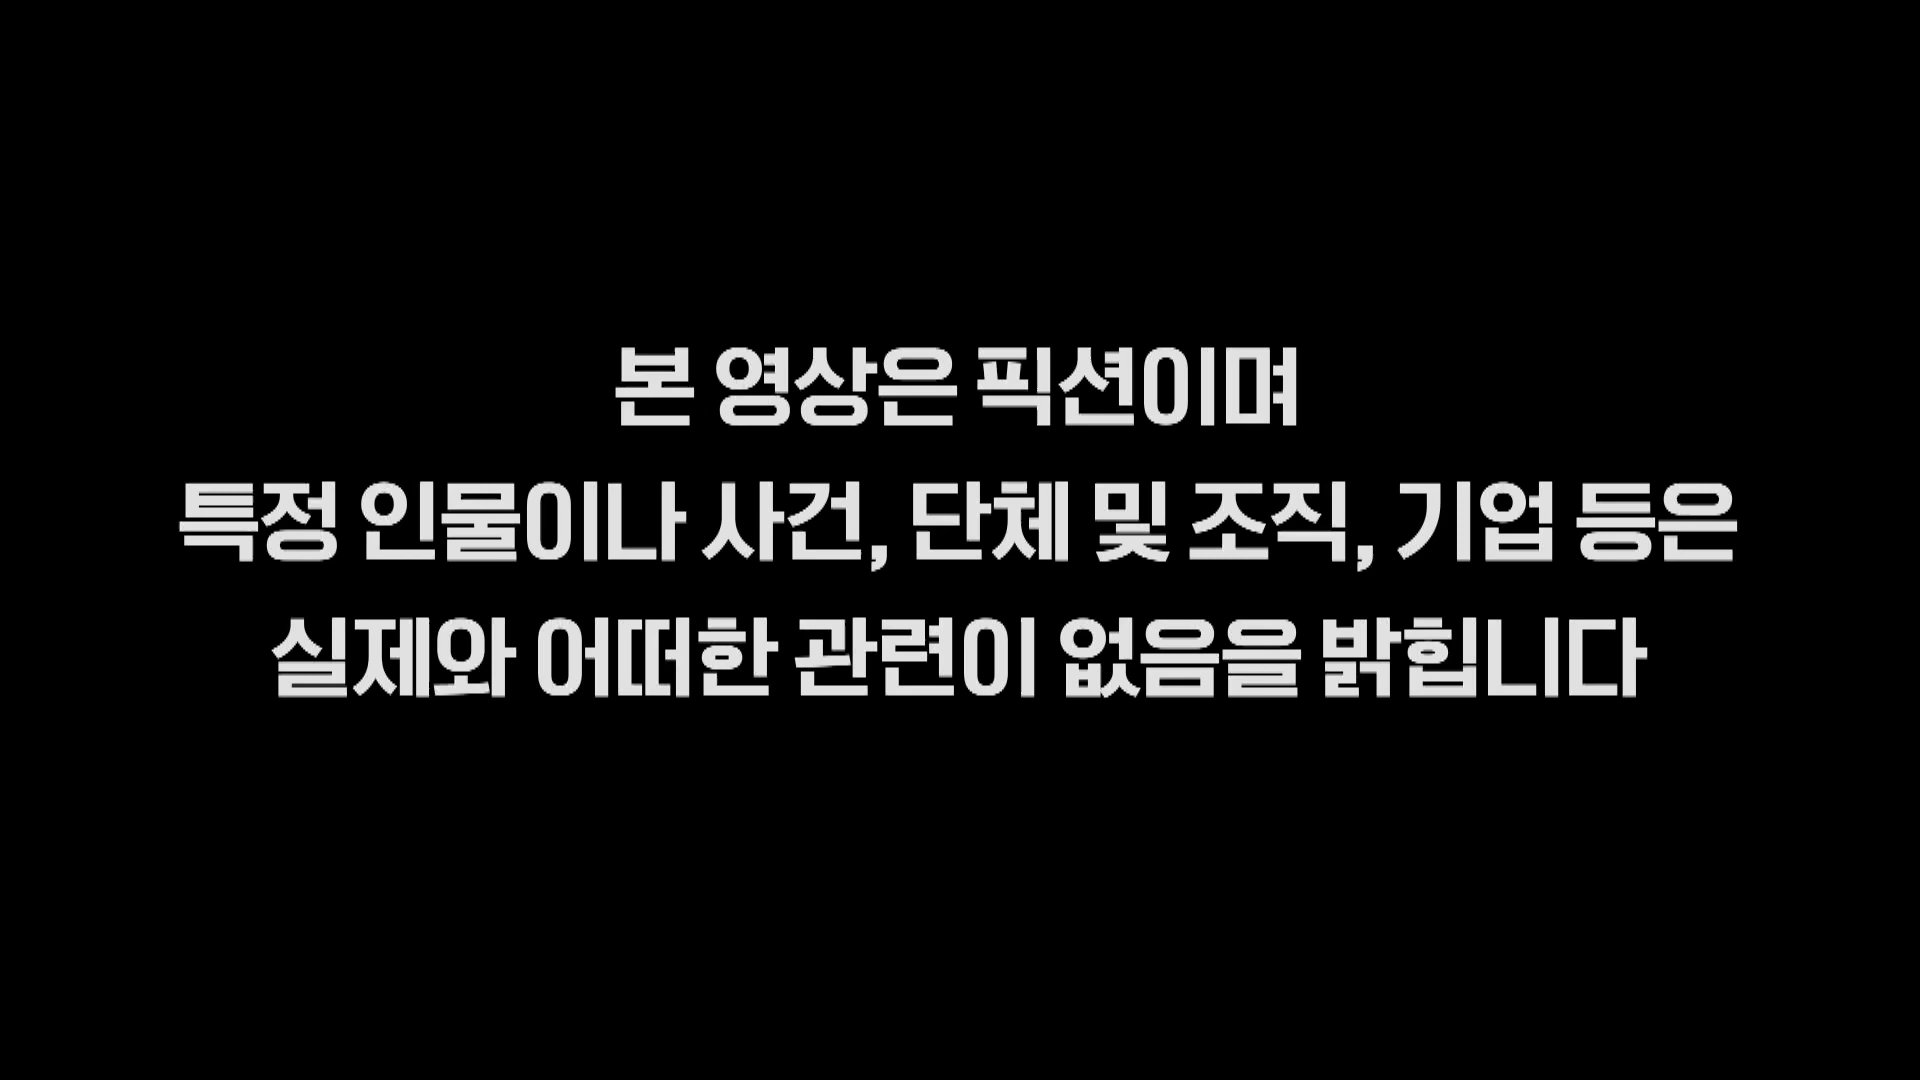 본 영상은 픽션이며
특정 인물이나 사건, 단체 및 조직, 기업 등은
실제와 어떠한 관련이 없음을 밝힙니다